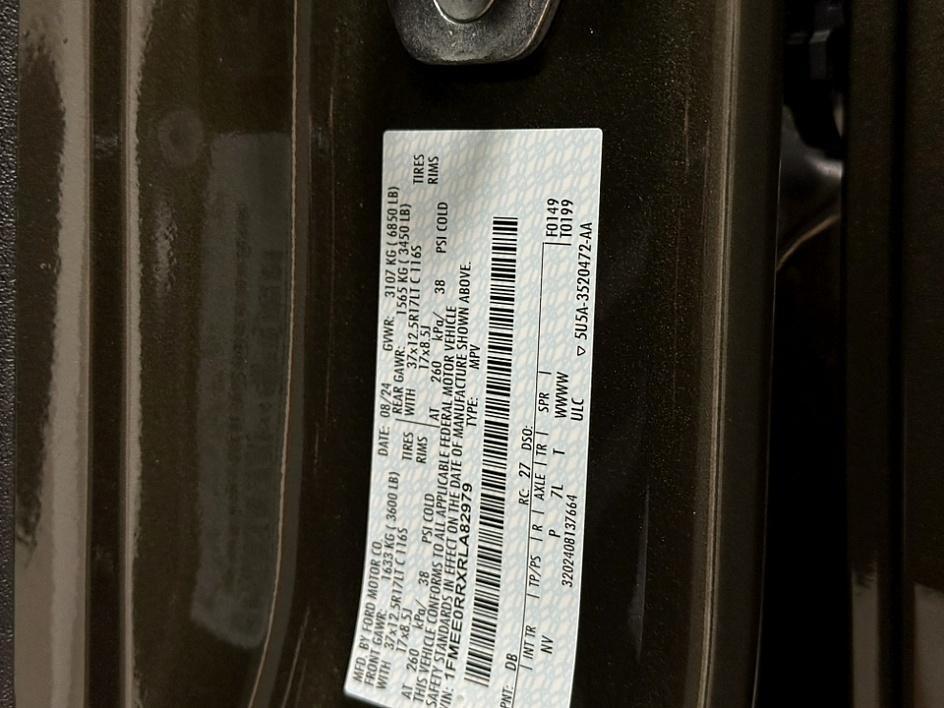 MFD. BY FORD MOTOR CO.
DATE: 08/24 GVWR: 3107 KG ( 6850 LB)
FRONT GAWR: 1633 KG ( 3600 LB)
REAR GAWR: 1565 KG ( 3450 LB)
WITH 37x12.5R17LT C 116S TIRES
WITH 37x12.5R17LT C 116S TIRES
17x8.5J RIMS
17x8.5J RIMS
AT 260 kPa/ 38 PSI COLD
AT 260 kPa/ 38 PSI COLD
THIS VEHICLE CONFORMS TO ALL APPLICABLE FEDERAL MOTOR VEHICLE
SAFETY STANDARDS IN EFFECT ON THE DATE OF MANUFACTURE SHOWN ABOVE.
VIN: 1FMEE0RRXRLA82979
TYPE: MPV
PNT: DB RC: 27 DSO: F0149
INT TR TP/PS R AXLE TR SPR T0199
NV P 7L T WWWW
ULC
3202408137664 ▽ 5U5A-3520472-AA